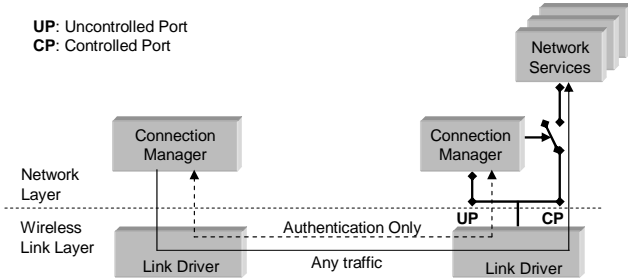 UP: Uncontrolled Port
CP: Controlled Port
Network
Services
Connection
Manager
Connection
Manager
Network
Layer
UP
CP
Wireless
Link Layer
Authentication Only
Link Driver
Any traffic
Link Driver